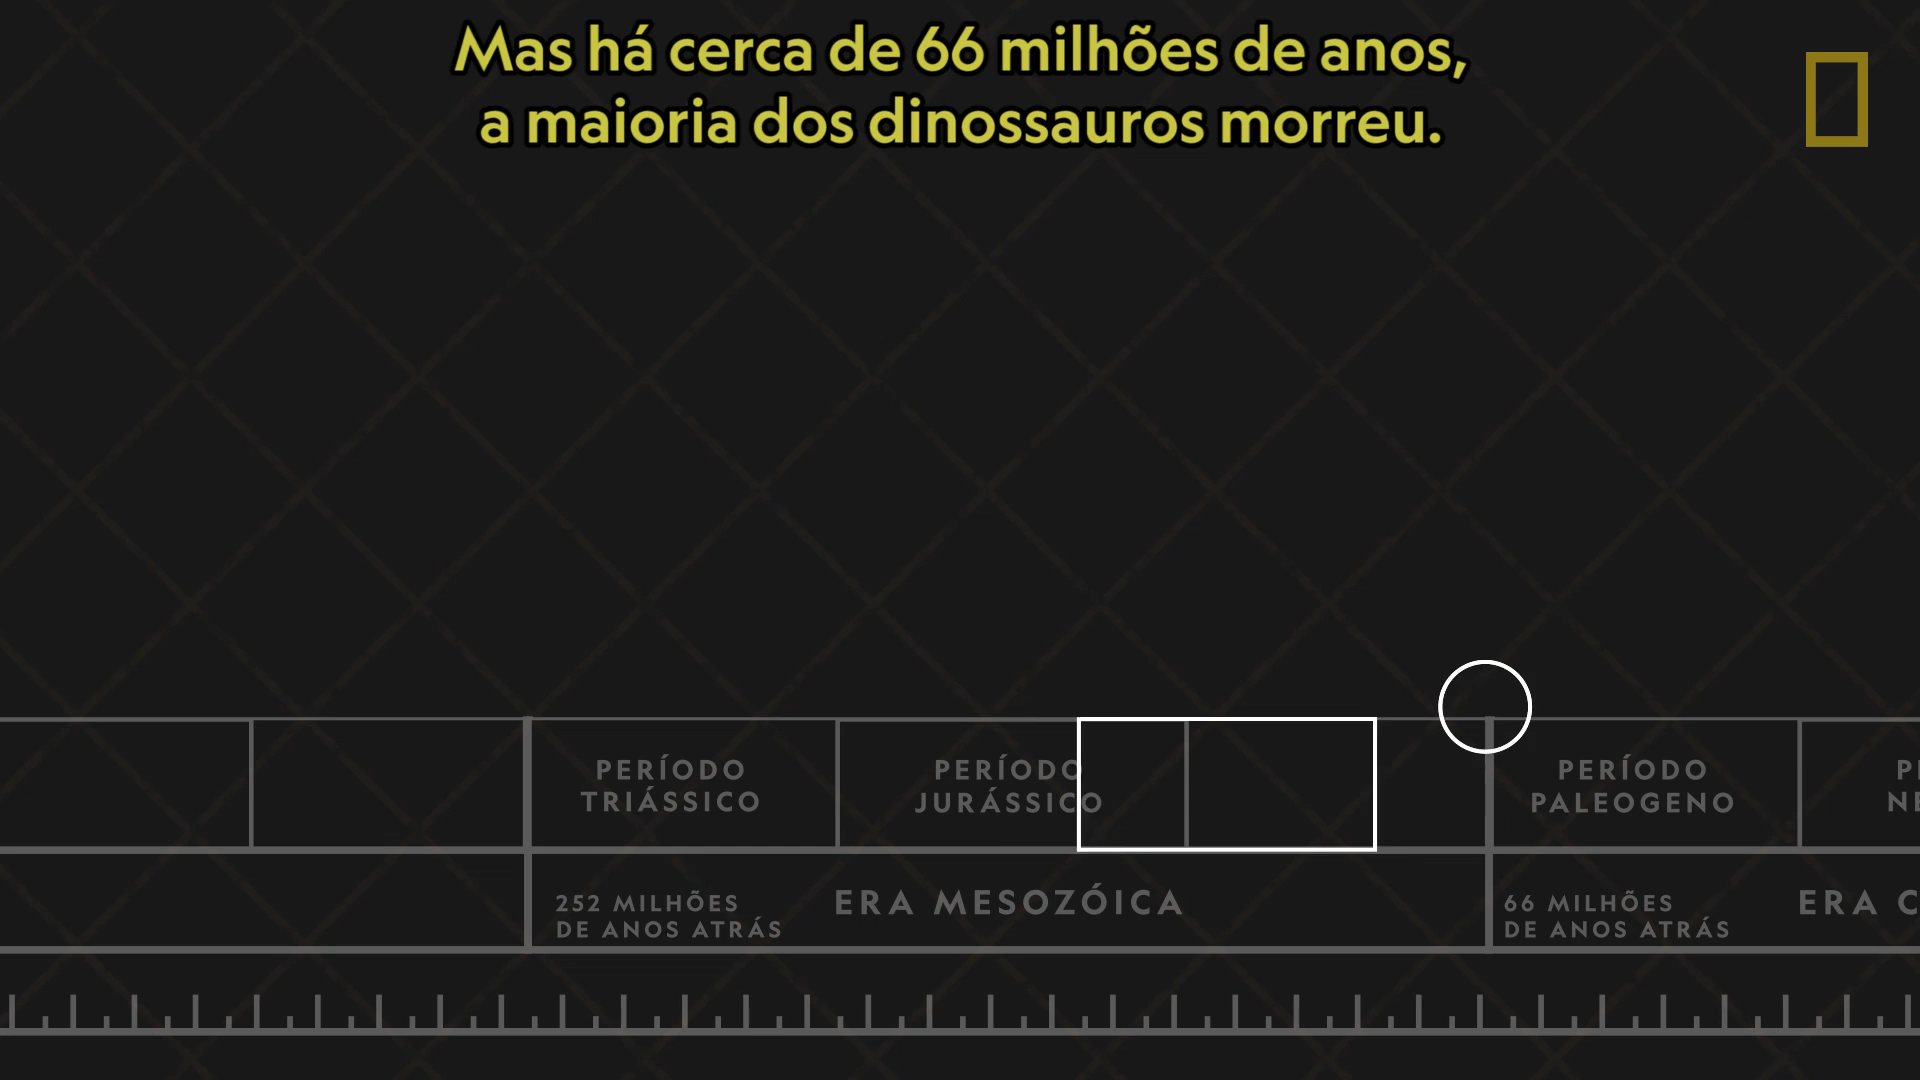 Mas há cerca de 66 milhões de anos,
a maioria dos dinossauros morreu.
PERÍODO
TRIÁSSICO
PERÍODO
JURÁSSICO
PERÍODO
PALEOGENO
252 MILHÕES
DE ANOS ATRÁS
ERA MESOZÓICA
66 MILHÕES
DE ANOS ATRÁS
ERA